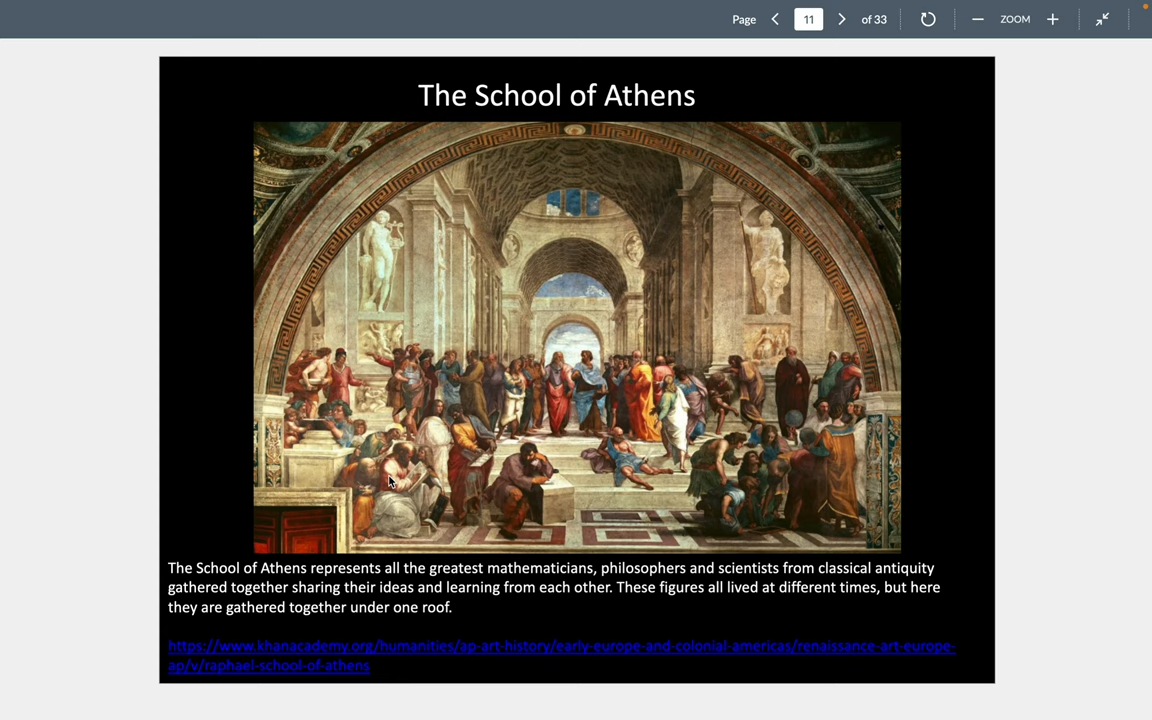 Page 11 of 33 ZOOM
The School of Athens
The School of Athens represents all the greatest mathematicians, philosophers and scientists from classical antiquity
gathered together sharing their ideas and learning from each other. These figures all lived at different times, but here
they are gathered together under one roof.
https://www.khanacademy.org/humanities/ap-art-history/early-europe-and-colonial-americas/renaissance-art-europe-
ap/v/raphael-school-of-athens